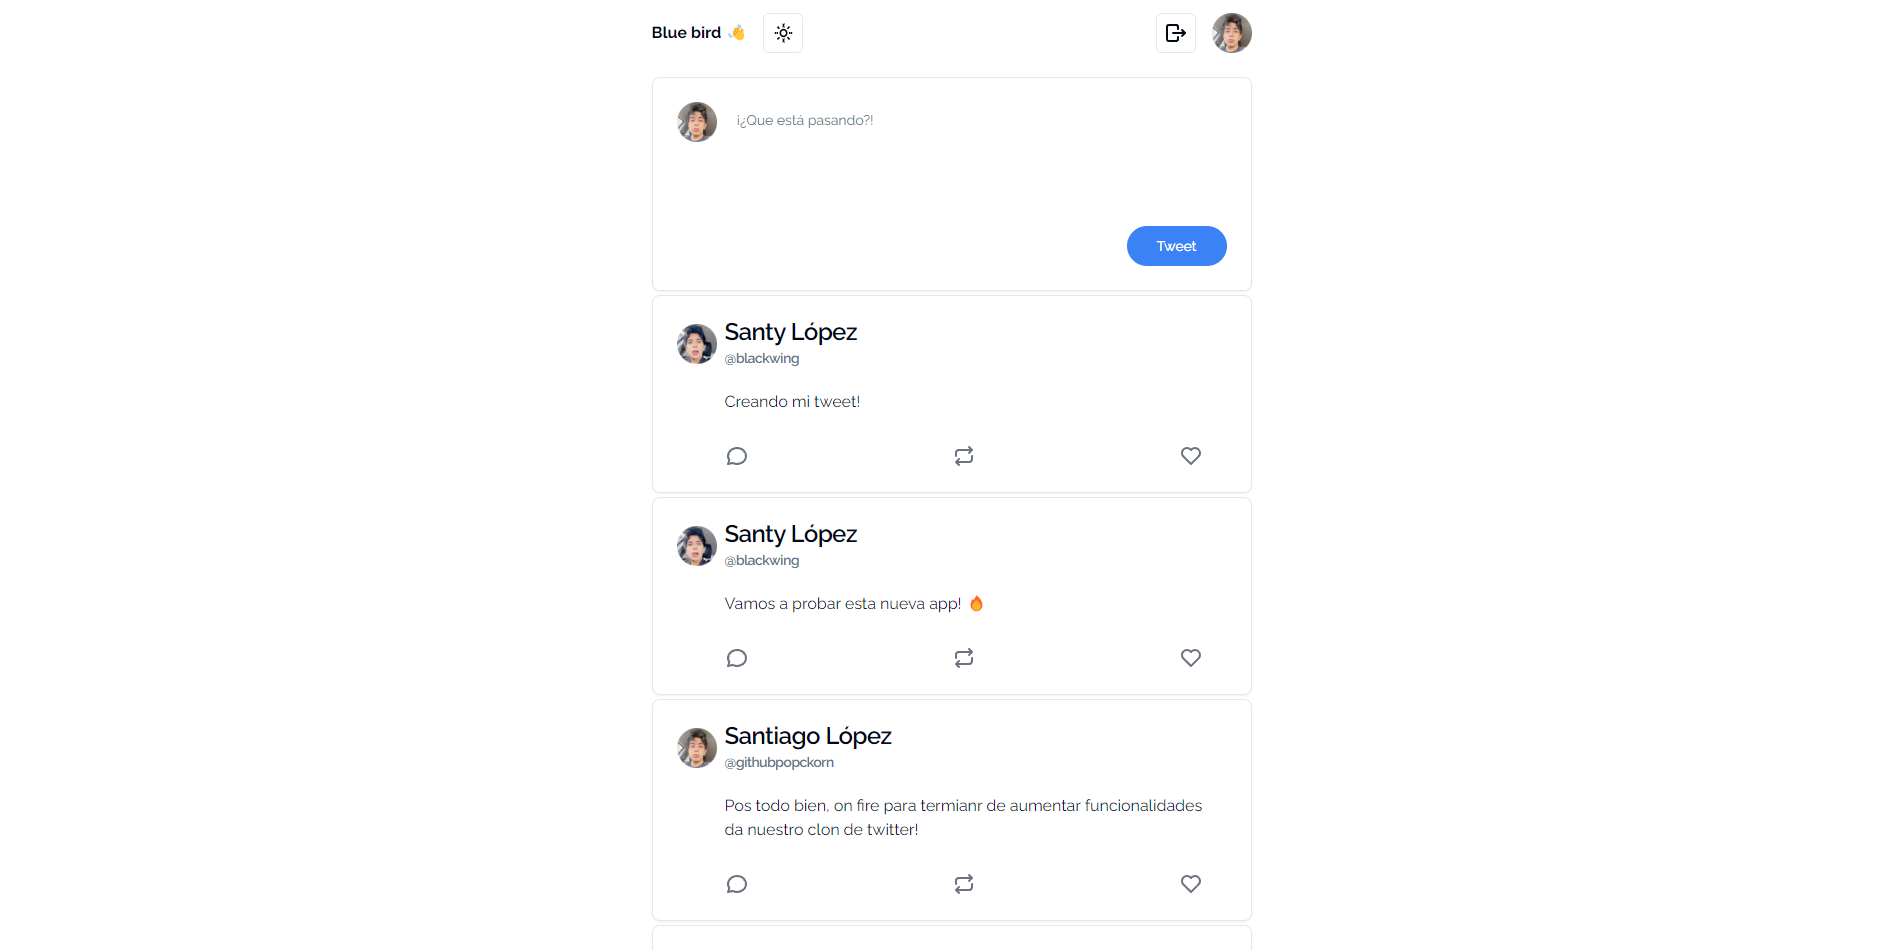 Blue bird 👋
¡¿Que está pasando?!
Tweet
Santy López
@blackwing
Creando mi tweet!
Santy López
@blackwing
Vamos a probar esta nueva app! 🔥
Santiago López
@githubpopckorn
Pos todo bien, on fire para termianr de aumentar funcionalidades
da nuestro clon de twitter!